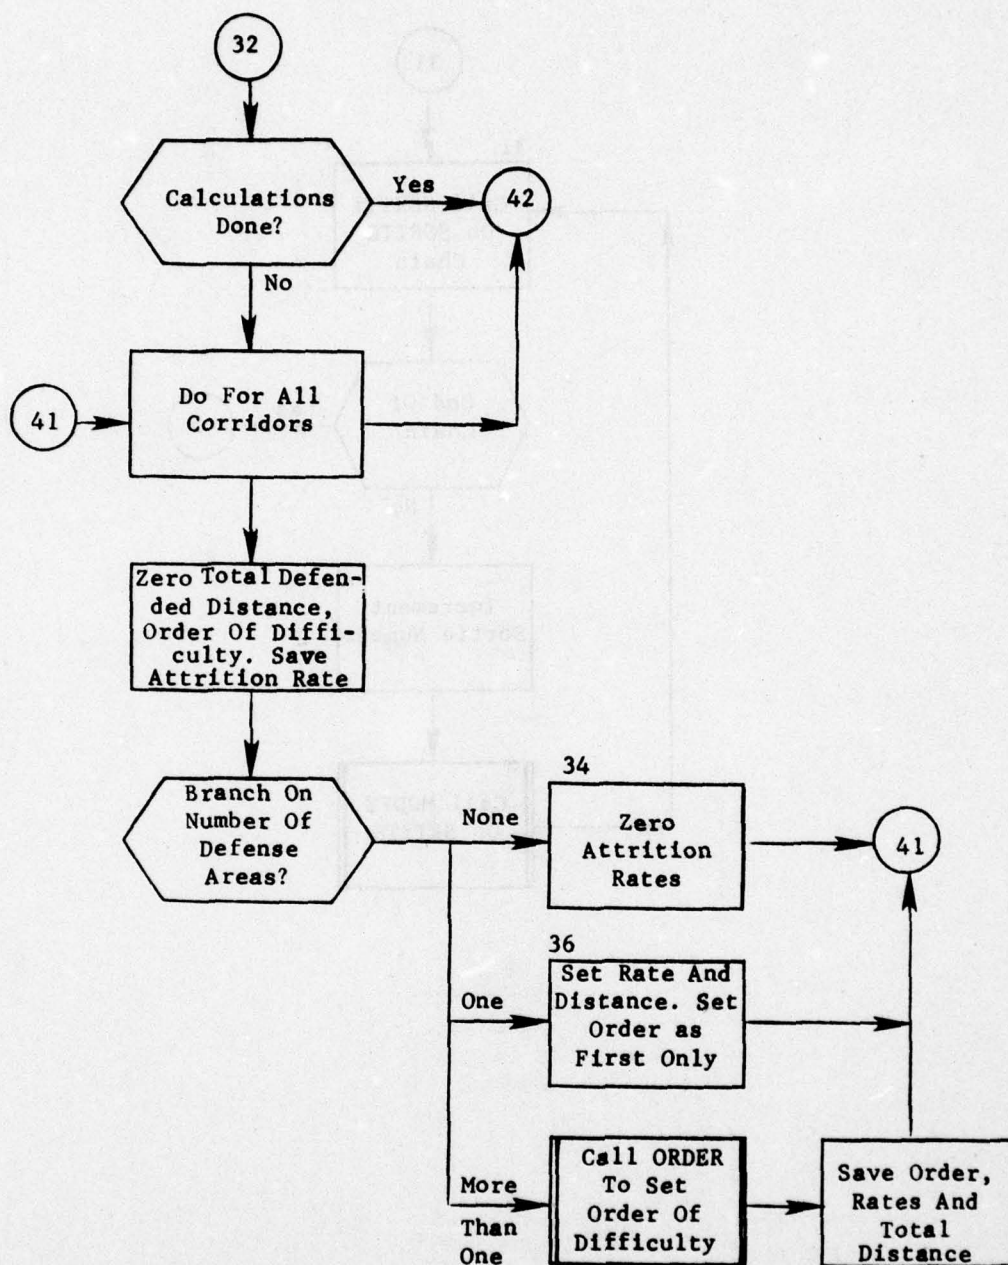 32
Calculations
Done?
Yes
42
No
Do For All
Corridors
41
Zero Total Defen-
ded Distance,
Order Of Diffi-
culty. Save
Attrition Rate
Branch On
Number Of
Defense
Areas?
None
34
Zero
Attrition
Rates
41
One
36
Set Rate And
Distance. Set
Order as
First Only
More
Than
One
Call ORDER
To Set
Order Of
Difficulty
Save Order,
Rates And
Total
Distance